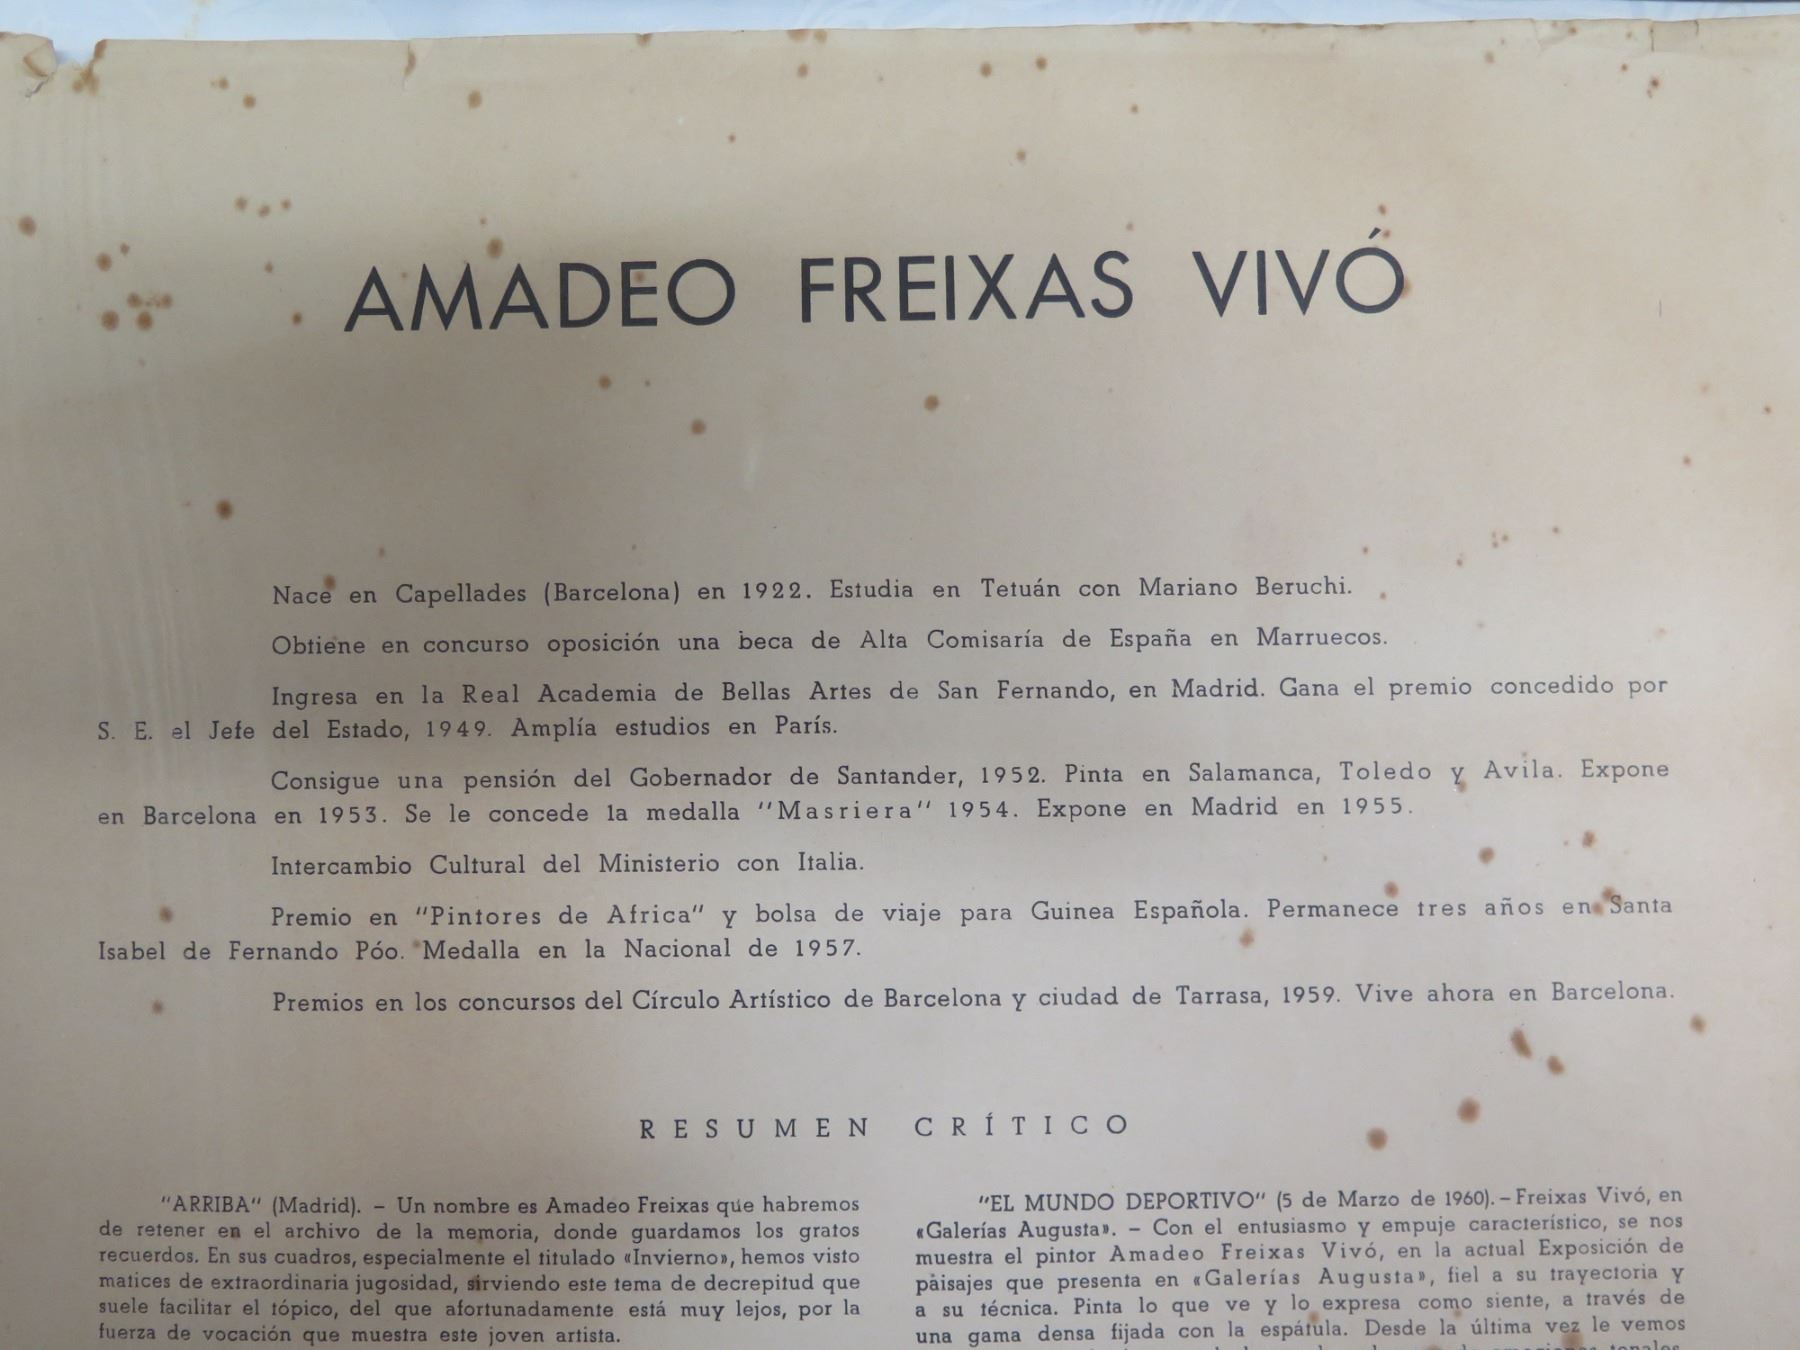 AMADEO FREIXAS VIVÓ
Nace en Capellades (Barcelona) en 1922. Estudia en Tetuán con Mariano Beruchi.
Obtiene en concurso oposición una beca de Alta Comisaría de España en Marruecos.
Ingresa en la Real Academia de Bellas Artes de San Fernando, en Madrid. Gana el premio concedido por
S. E. el Jefe del Estado, 1949. Amplía estudios en París.
Consigue una pensión del Gobernador de Santander, 1952. Pinta en Salamanca, Toledo y Avila. Expone
en Barcelona en 1953. Se le concede la medalla "Masriera" 1954. Expone en Madrid en 1955.
Intercambio Cultural del Ministerio con Italia.
Premio en "Pintores de Africa" y bolsa de viaje para Guinea Española. Permanece tres años en Santa
Isabel de Fernando Póo. Medalla en la Nacional de 1957.
Premios en los concursos del Círculo Artístico de Barcelona y ciudad de Tarrasa, 1959. Vive ahora en Barcelona.
RESUMEN CRÍTICO
"ARRIBA" (Madrid). – Un nombre es Amadeo Freixas que habremos
de retener en el archivo de la memoria, donde guardamos los gratos
recuerdos. En sus cuadros, especialmente el titulado «Invierno», hemos visto
matices de extraordinaria jugosidad, sirviendo este tema de decrepitud que
suele facilitar el tópico, del que afortunadamente está muy lejos, por la
fuerza de vocación que muestra este joven artista.
"EL MUNDO DEPORTIVO" (5 de Marzo de 1960). – Freixas Vivó, en
«Galerías Augusta». – Con el entusiasmo y empuje característico, se nos
muestra el pintor Amadeo Freixas Vivó, en la actual Exposición de
paisajes que presenta en «Galerías Augusta», fiel a su trayectoria y
a su técnica. Pinta lo que ve y lo expresa como siente, a través de
una gama densa fijada con la espátula. Desde la última vez le vemos